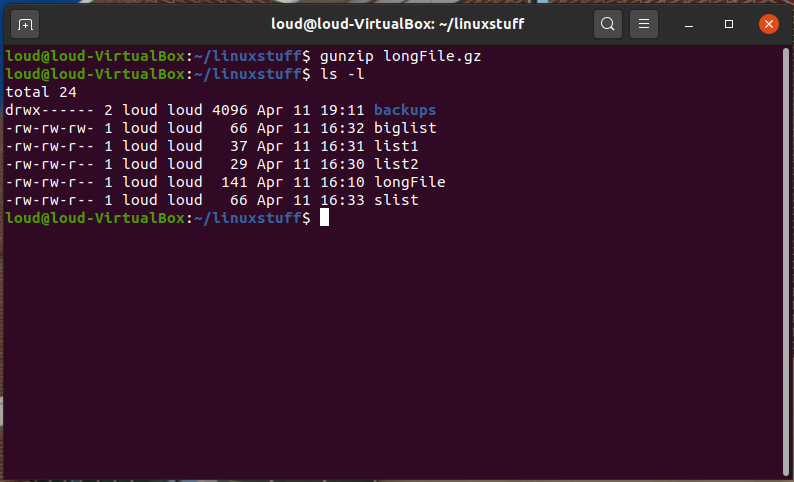 loud@loud-VirtualBox: ~/linuxstuff
loud@loud-VirtualBox:~/linuxstuff$ gunzip longFile.gz
loud@loud-VirtualBox:~/linuxstuff$ ls -l
total 24
drwx------ 2 loud loud 4096 Apr 11 19:11 backups
-rw-rw-rw- 1 loud loud   66 Apr 11 16:32 biglist
-rw-rw-r-- 1 loud loud   37 Apr 11 16:31 list1
-rw-rw-r-- 1 loud loud   29 Apr 11 16:30 list2
-rw-rw-r-- 1 loud loud  141 Apr 11 16:10 longFile
-rw-rw-r-- 1 loud loud   66 Apr 11 16:33 slist
loud@loud-VirtualBox:~/linuxstuff$